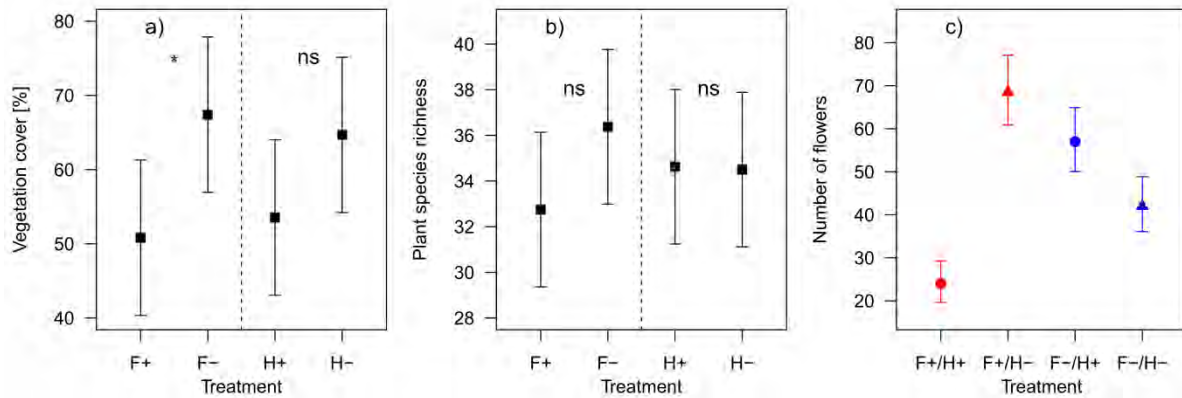 a)
Vegetation cover [%]
80
70
60
50
40
*
ns
F+ F− H+ H−
Treatment
b)
Plant species richness
40
38
36
34
32
30
28
ns
ns
F+ F− H+ H−
Treatment
c)
Number of flowers
80
70
60
50
40
30
20
F+/H+ F+/H− F−/H+ F−/H−
Treatment